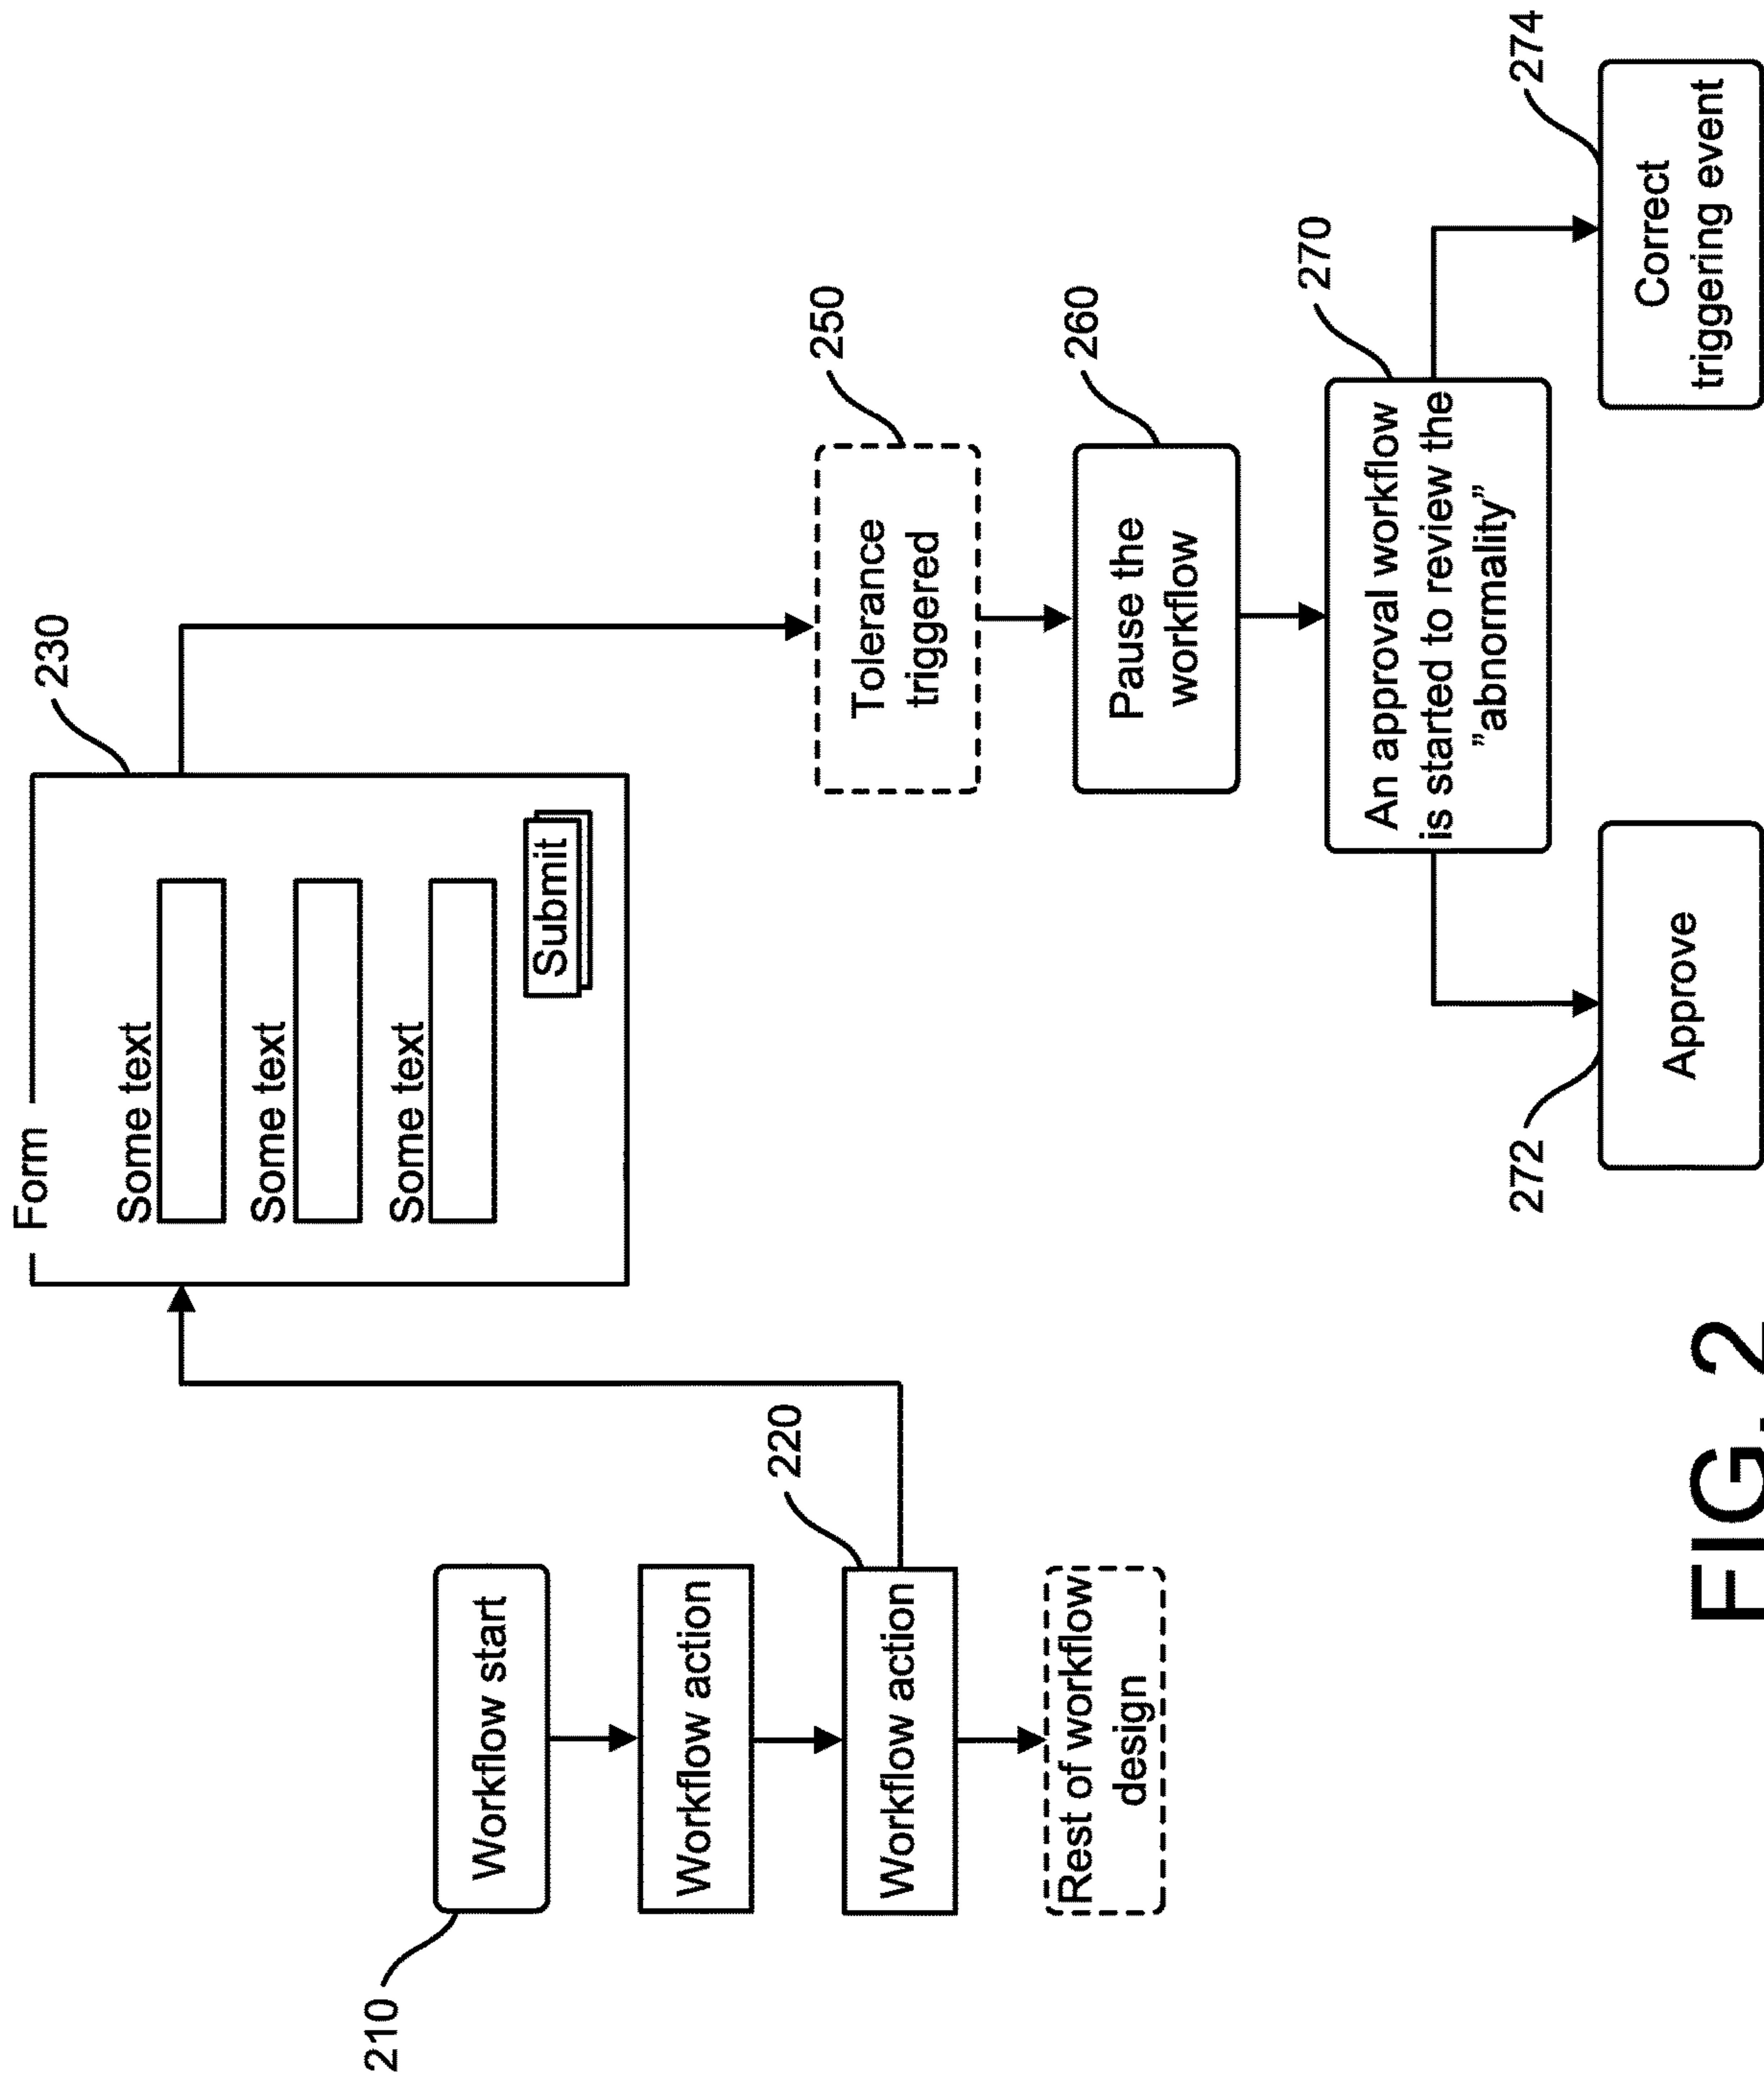 Form
230
Some text
Some text
Some text
Submit
210
Workflow start
Workflow action
220
Workflow action
Rest of workflow
design
250
Tolerance
triggered
260
Pause the
workflow
270
An approval workflow
is started to review the
”abnormality”
272
Approve
274
Correct
triggering event
FIG. 2